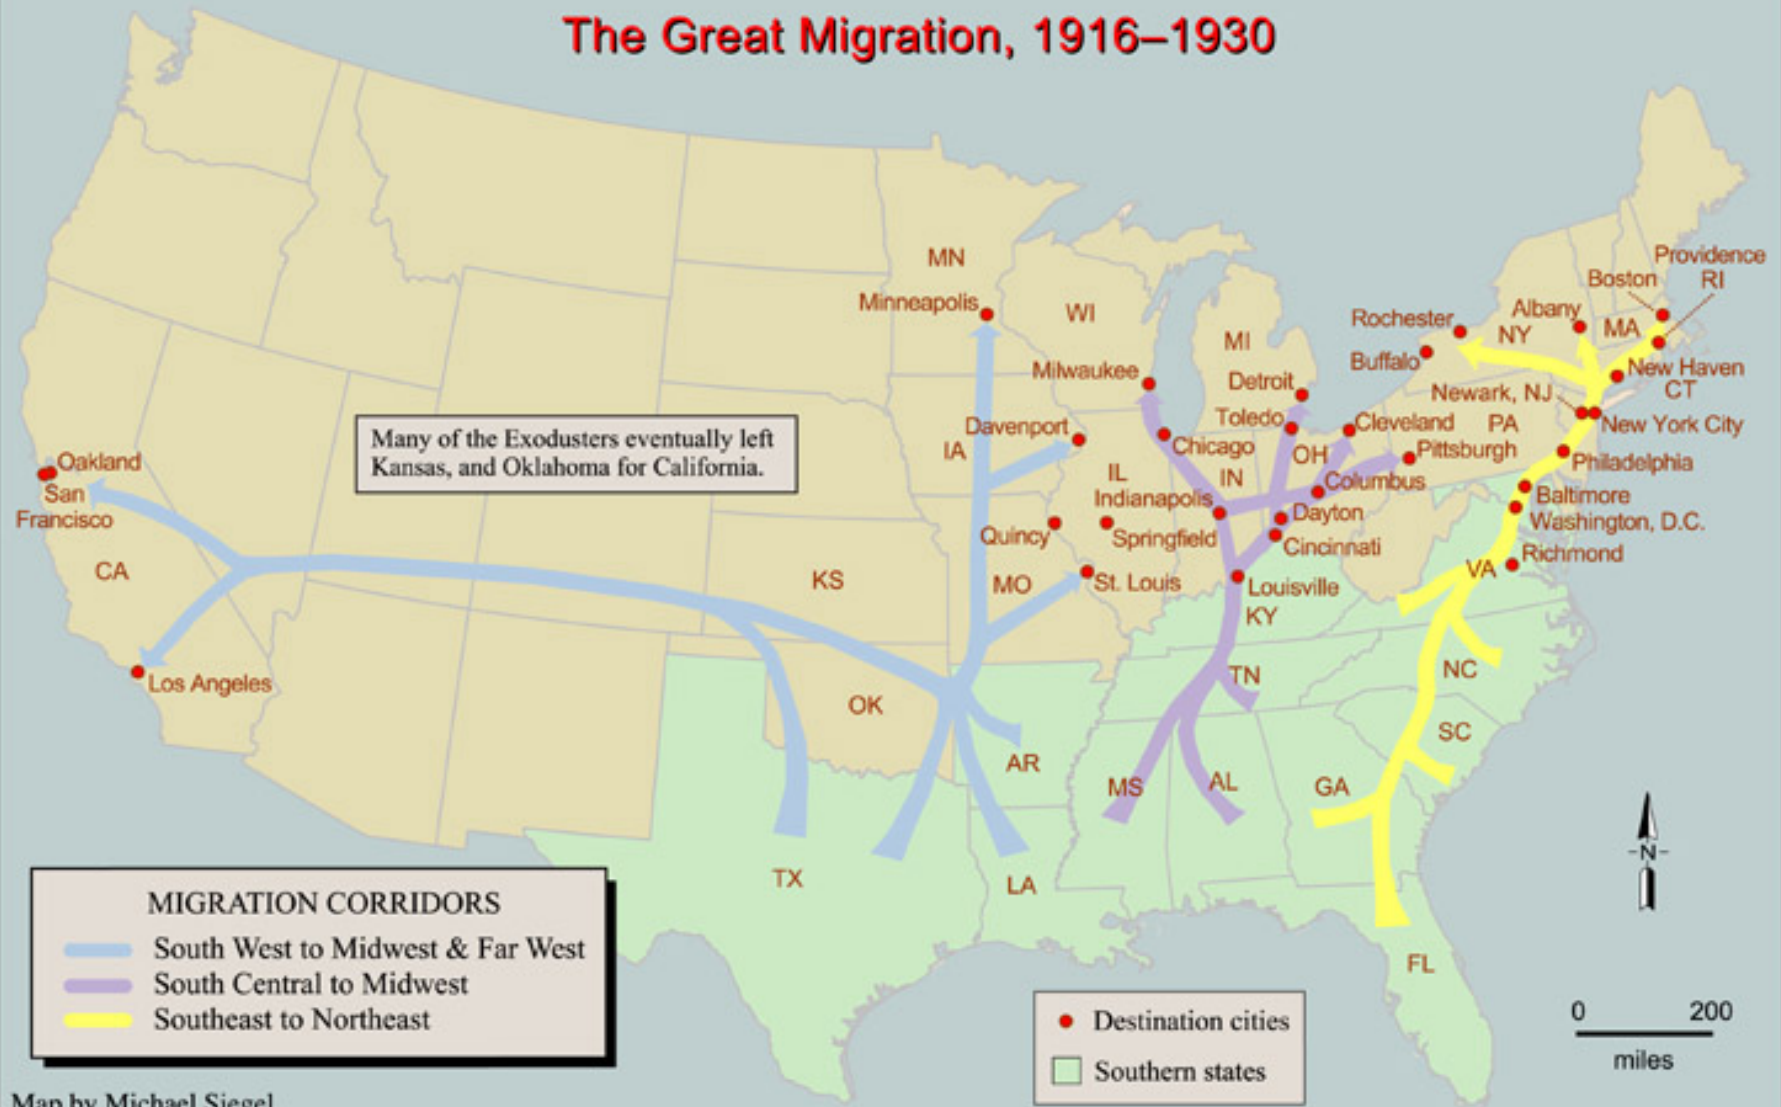 The Great Migration, 1916–1930
MN
Minneapolis
WI
MI
Milwaukee
Detroit
Toledo
Davenport
Chicago
IA
IL
IN
OH
Cleveland
Pittsburgh
Columbus
Indianapolis
Dayton
Quincy
Springfield
Cincinnati
MO
St. Louis
Louisville
KY
Providence
RI
Boston
Albany
Rochester
NY
MA
Buffalo
New Haven
CT
Newark, NJ
PA
New York City
Philadelphia
Baltimore
Washington, D.C.
Richmond
VA
Many of the Exodusters eventually left
Kansas, and Oklahoma for California.
Oakland
San
Francisco
CA
Los Angeles
KS
OK
TN
NC
SC
AR
MS
AL
GA
TX
LA
FL
N
MIGRATION CORRIDORS
South West to Midwest & Far West
South Central to Midwest
Southeast to Northeast
Destination cities
Southern states
0 200
miles
Map by Michael Siegel